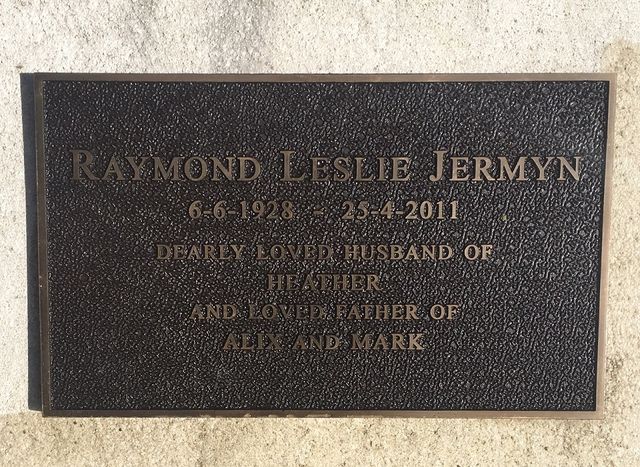 RAYMOND LESLIE JERMYN
6-6-1928 - 25-4-2011
DEARLY LOVED HUSBAND OF
HEATHER
AND LOVED FATHER OF
ALIX AND MARK